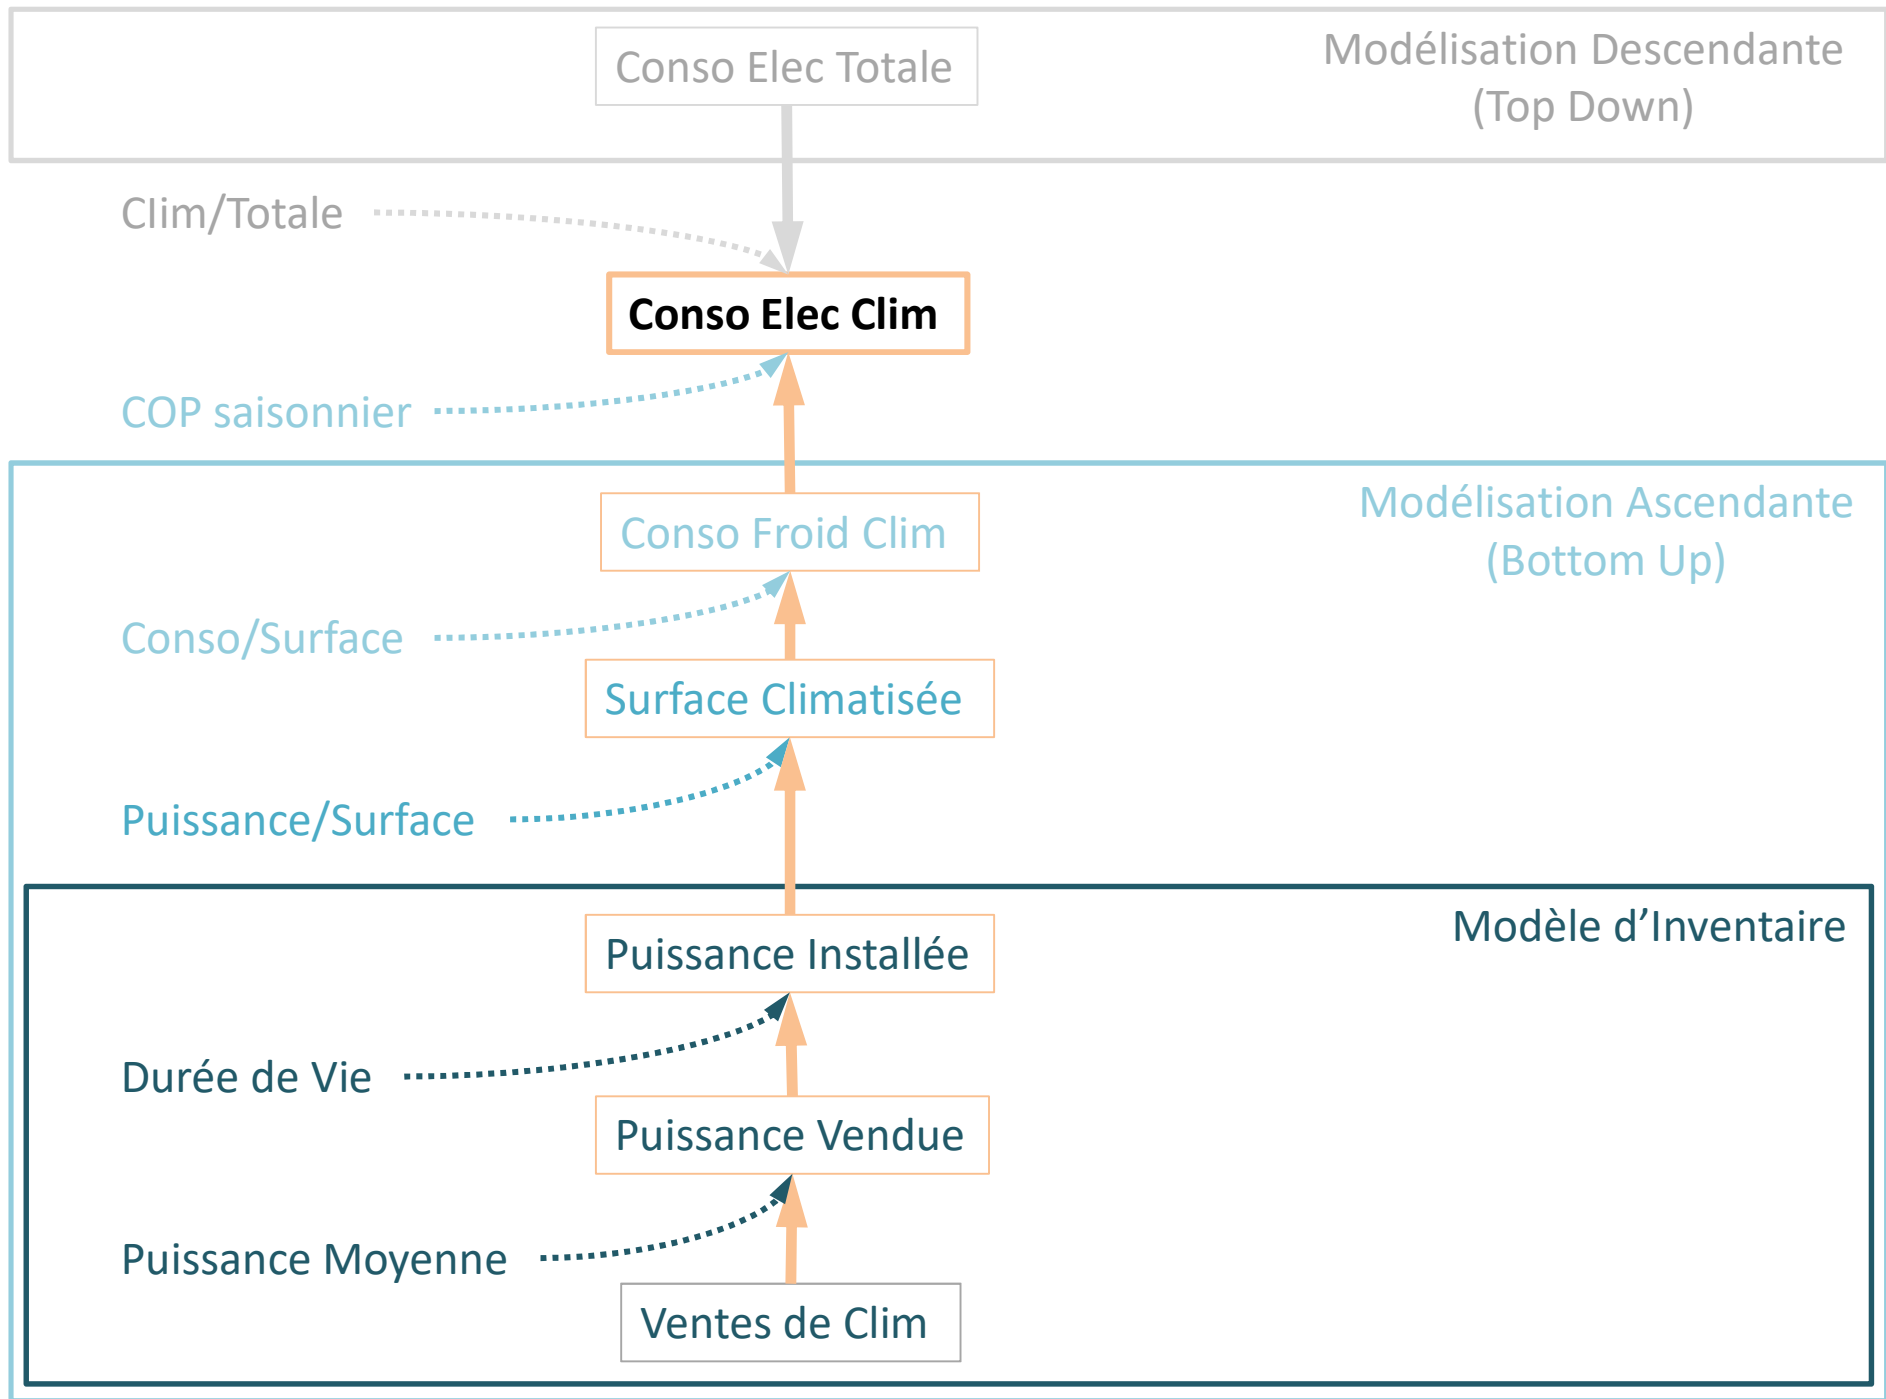 Conso Elec Totale
Modélisation Descendante
(Top Down)
Clim/Totale
Conso Elec Clim
COP saisonnier
Modélisation Ascendante
(Bottom Up)
Conso Froid Clim
Conso/Surface
Surface Climatisée
Puissance/Surface
Modèle d’Inventaire
Puissance Installée
Durée de Vie
Puissance Vendue
Puissance Moyenne
Ventes de Clim